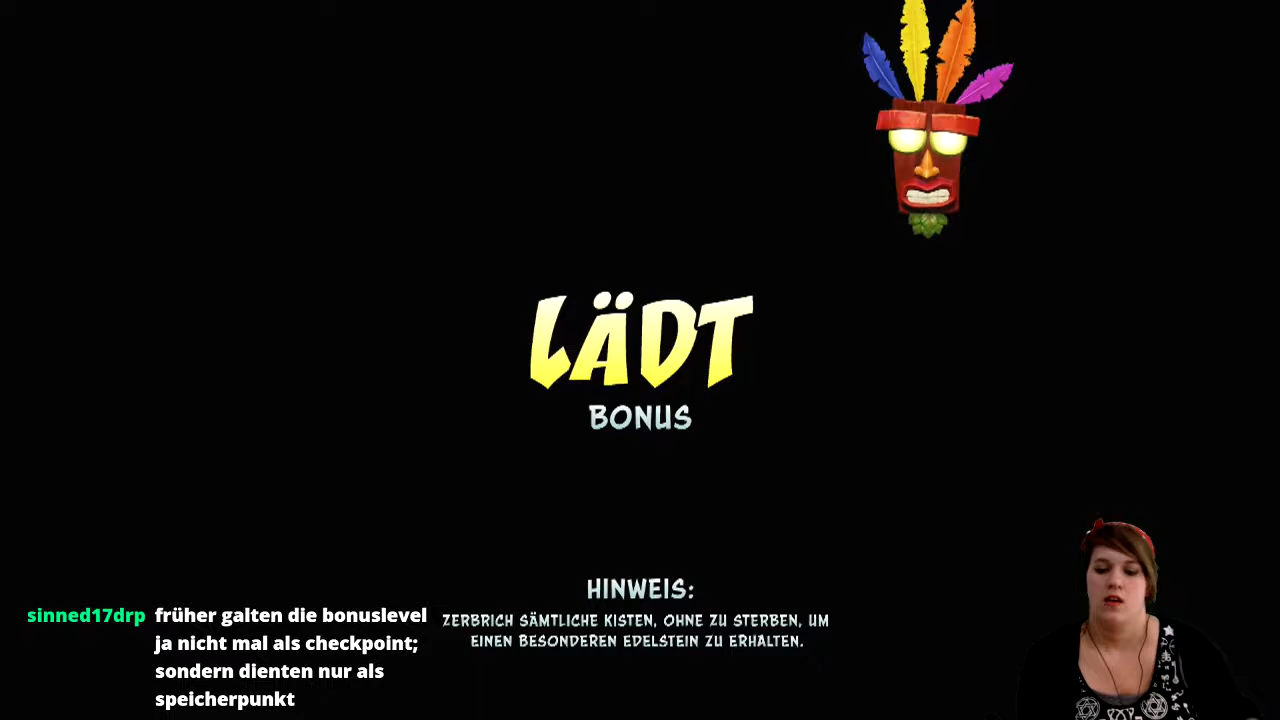 LÄDT
BONUS
HINWEIS:
ZERBRICH SÄMTLICHE KISTEN, OHNE ZU STERBEN, UM
EINEN BESONDEREN EDELSTEIN ZU ERHALTEN.
sinned17drp früher galten die bonuslevel
ja nicht mal als checkpoint;
sondern dienten nur als
speicherpunkt